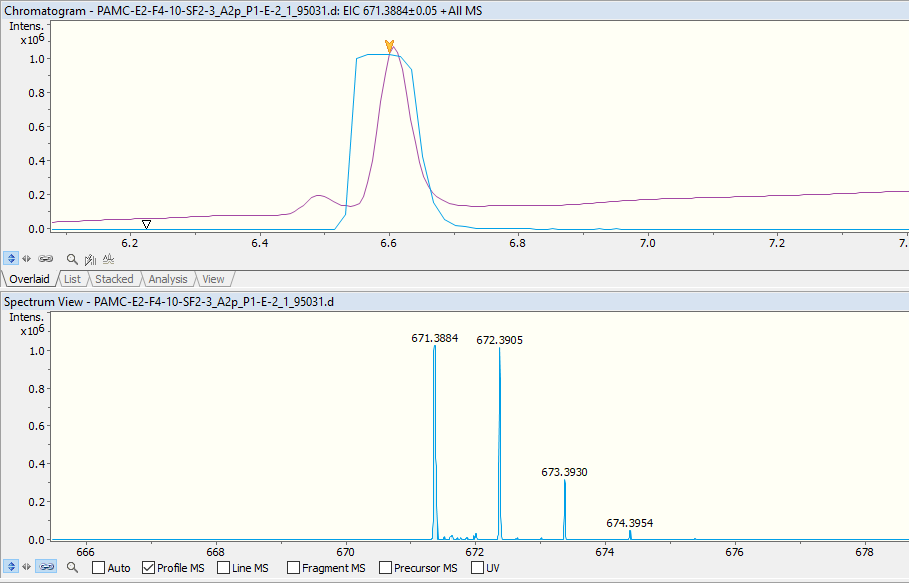 Chromatogram - PAMC-E2-F4-10-SF2-3_A2p_P1-E-2_1_95031.d: EIC 671.3884±0.05 +All MS
Intens.
x10⁶
1.0
0.8
0.6
0.4
0.2
0.0
6.2 6.4 6.6 6.8 7.0 7.2 7.
Overlaid List Stacked Analysis View
Spectrum View - PAMC-E2-F4-10-SF2-3_A2p_P1-E-2_1_95031.d
Intens.
x10⁶
671.3884 672.3905
1.0
0.8
0.6
0.4
673.3930
0.2
674.3954
0.0
666 668 670 672 674 676 678
Auto Profile MS Line MS Fragment MS Precursor MS UV